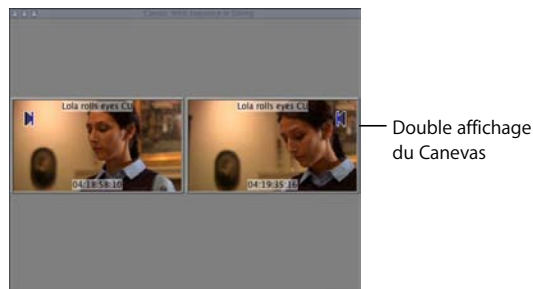 Lola rolls eyes CU
Lola rolls eyes CU
04:18:58:10
04:19:35:16
Double affichage
du Canevas